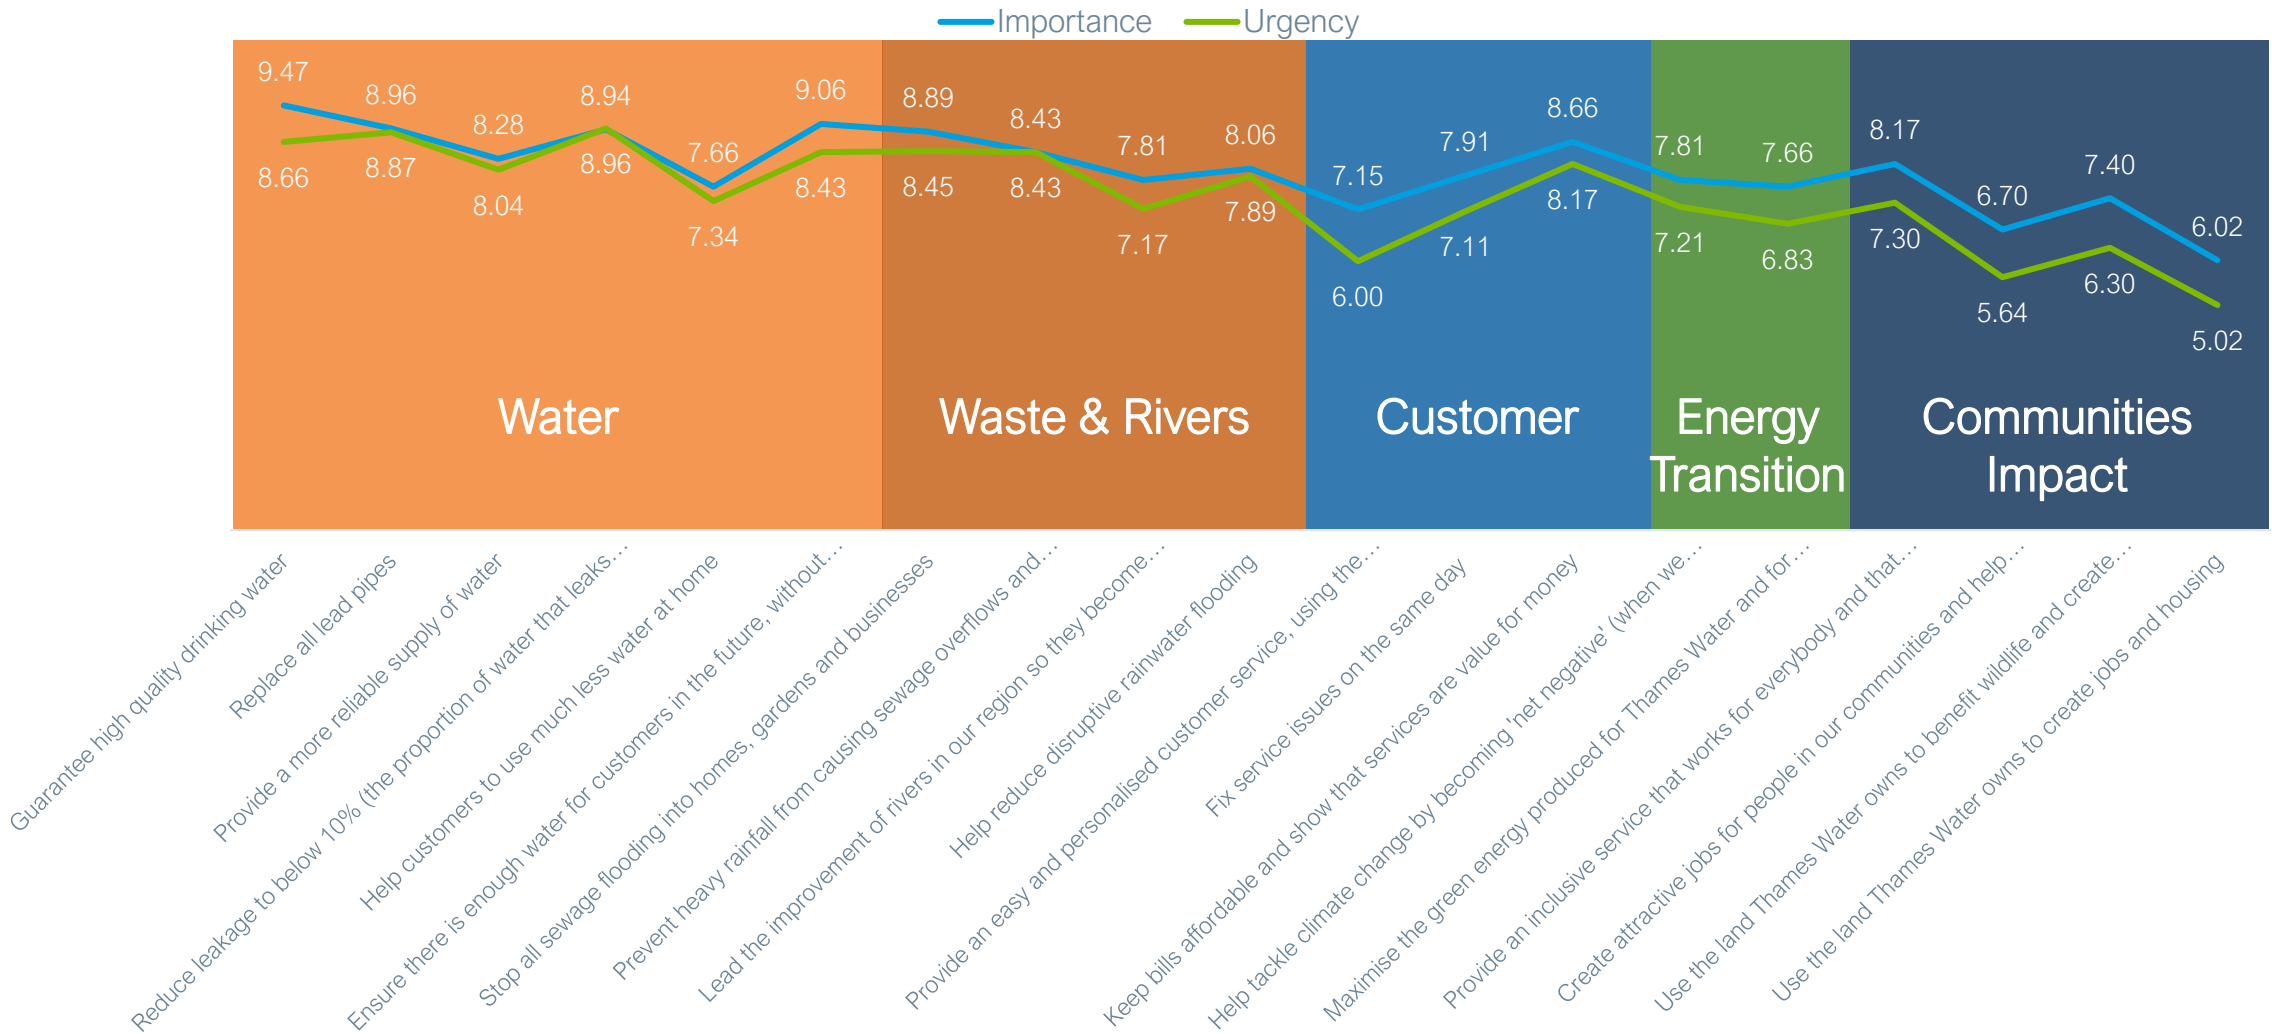 Importance Urgency
9.47 8.96 8.28 8.94 7.66 9.06 8.89 8.43 7.81 8.06 7.15 7.91 8.66 7.81 7.66 8.17 6.70 7.40 6.02
8.66 8.87 8.04 8.96 7.34 8.43 8.45 8.43 7.17 7.89 6.00 7.11 8.17 7.21 6.83 7.30 5.64 6.30 5.02
Water
Waste & Rivers
Customer
Energy
Transition
Communities
Impact
Guarantee high quality drinking water
Replace all lead pipes
Provide a more reliable supply of water
Reduce leakage to below 10% (the proportion of water that leaks…
Help customers to use much less water at home
Ensure there is enough water for customers in the future, without…
Stop all sewage flooding into homes, gardens and businesses
Prevent heavy rainfall from causing sewage overflows and…
Lead the improvement of rivers in our region so they become…
Help reduce disruptive rainwater flooding
Provide an easy and personalised customer service, using the…
Fix service issues on the same day
Keep bills affordable and show that services are value for money
Help tackle climate change by becoming 'net negative' (when we…
Maximise the green energy produced for Thames Water and for…
Provide an inclusive service that works for everybody and that…
Create attractive jobs for people in our communities and help…
Use the land Thames Water owns to benefit wildlife and create…
Use the land Thames Water owns to create jobs and housing